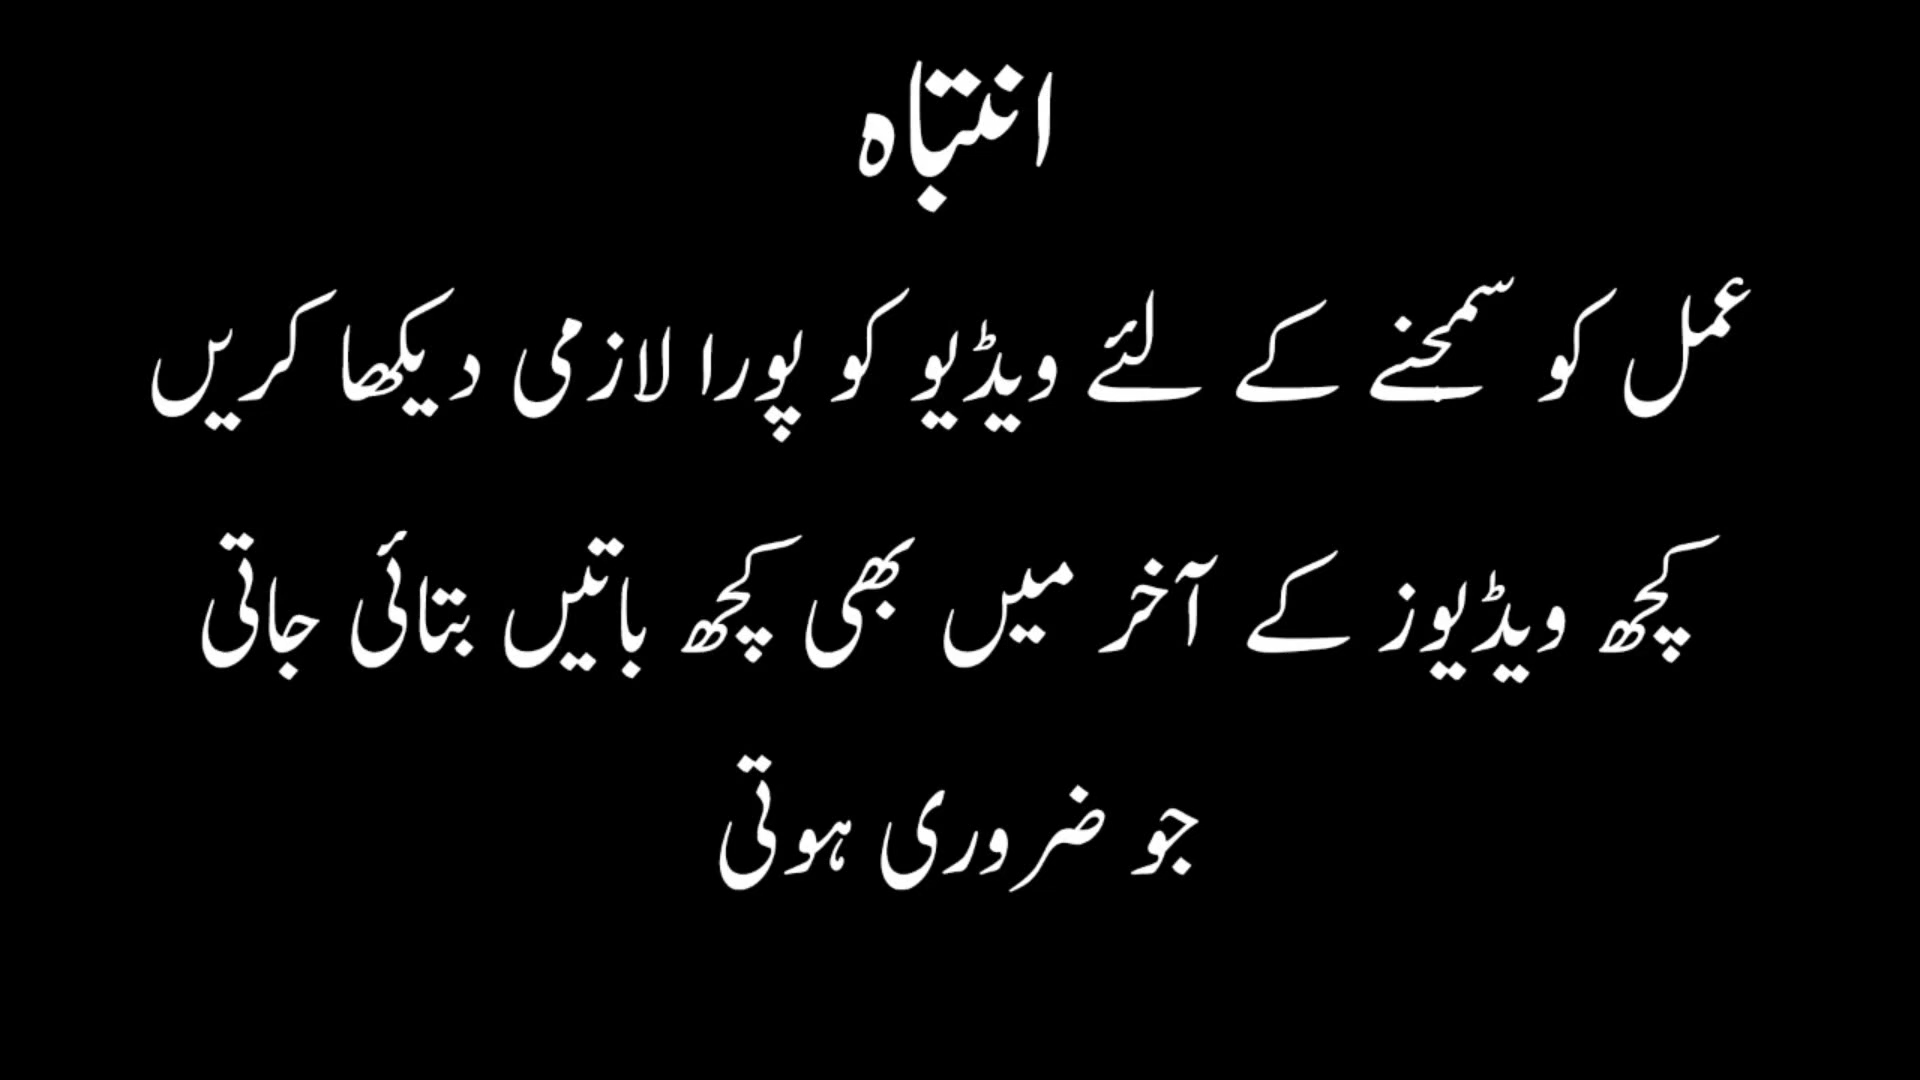 انتباہ
عمل کو سمجنے کے لئے ویڈیو کو پورا لازمی دیکھا کریں
کچھ ویڈیوز کے آخر میں بھی کچھ باتیں بتائی جاتی
جو ضروری ہوتی